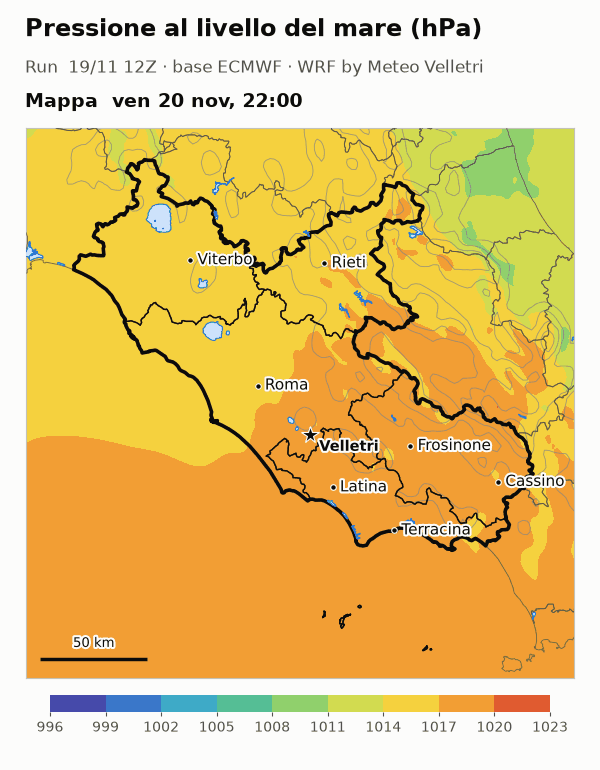 Pressione al livello del mare (hPa)
Run  19/11 12Z · base ECMWF · WRF by Meteo Velletri
Mappa  ven 20 nov, 22:00
Viterbo
Rieti
Roma
Velletri
Frosinone
Latina
Cassino
Terracina
50 km
996 999 1002 1005 1008 1011 1014 1017 1020 1023